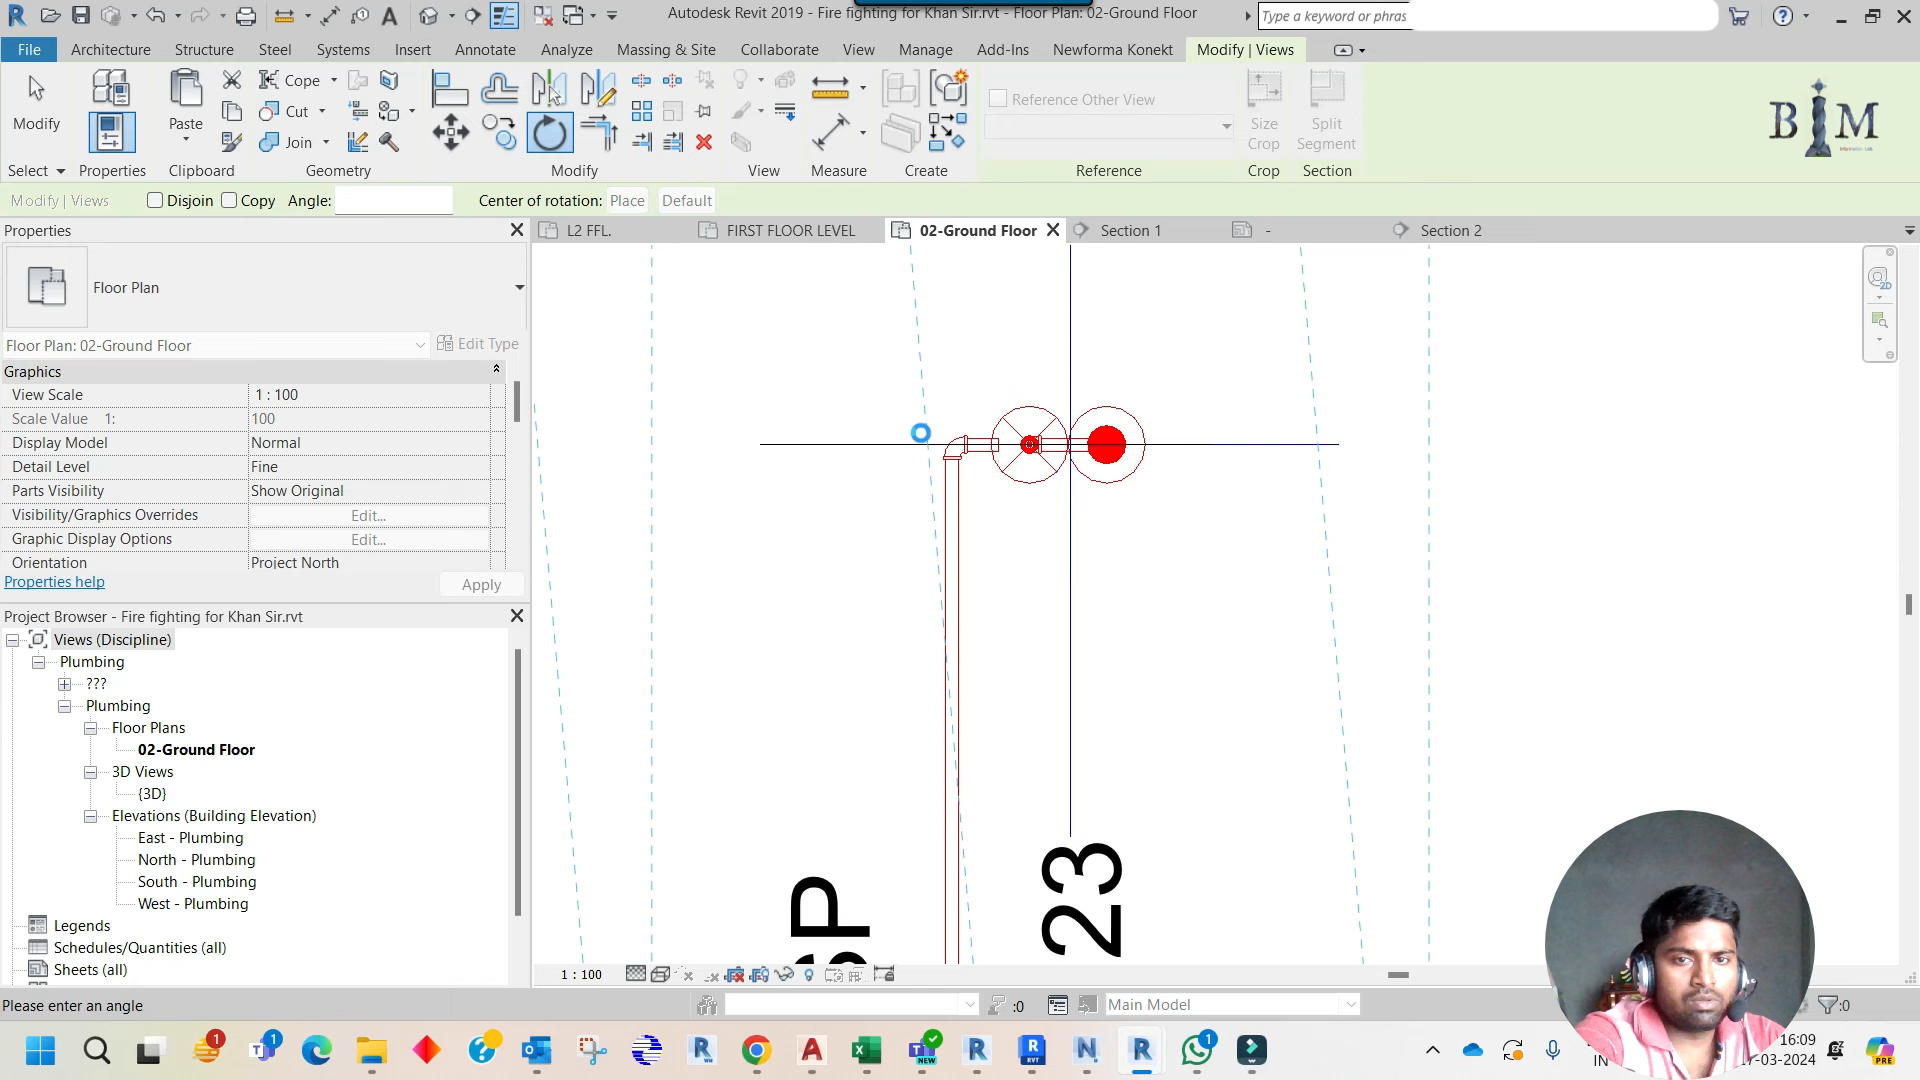 Autodesk Revit 2019 - Fire fighting for Khan Sir.rvt - Floor Plan: 02-Ground Floor
Type a keyword or phras
File Architecture Structure Steel Systems Insert Annotate Analyze Massing & Site Collaborate View Manage Add-Ins Newforma Konekt Modify | Views
Modify
Paste
Cope
Cut
Join
Reference Other View
Size Crop
Split Segment
BIM
Select Properties Clipboard Geometry Modify View Measure Create Reference Crop Section
Modify | Views Disjoin Copy Angle: Center of rotation: Place Default
Properties
L2 FFL. FIRST FLOOR LEVEL 02-Ground Floor Section 1 - Section 2
Floor Plan
Floor Plan: 02-Ground Floor Edit Type
Graphics
View Scale 1 : 100
Scale Value 1: 100
Display Model Normal
Detail Level Fine
Parts Visibility Show Original
Visibility/Graphics Overrides Edit...
Graphic Display Options Edit...
Orientation Project North
Properties help Apply
Project Browser - Fire fighting for Khan Sir.rvt
Views (Discipline)
Plumbing
???
Plumbing
Floor Plans
02-Ground Floor
3D Views
{3D}
Elevations (Building Elevation)
East - Plumbing
North - Plumbing
South - Plumbing
West - Plumbing
Legends
Schedules/Quantities (all)
Sheets (all)
2D
23
1 : 100
Please enter an angle
:0
Main Model
:0
16:09
-03-2024
IN
NEW
RVT
PRE